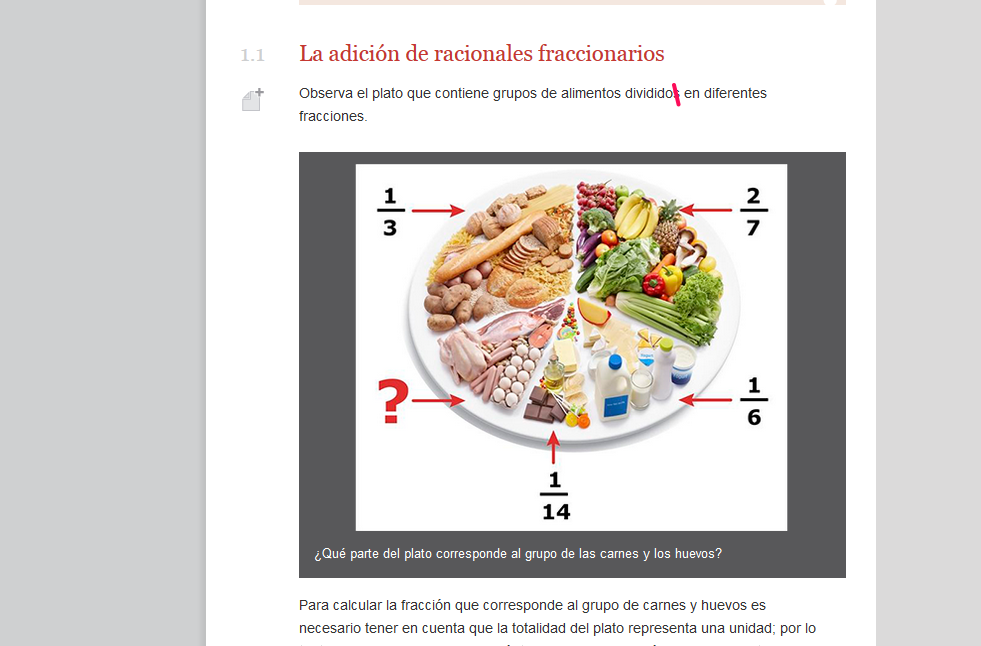 1.1 La adición de racionales fraccionarios
Observa el plato que contiene grupos de alimentos divididos en diferentes
fracciones.
1/3
2/7
?
1/6
1/14
¿Qué parte del plato corresponde al grupo de las carnes y los huevos?
Para calcular la fracción que corresponde al grupo de carnes y huevos es
necesario tener en cuenta que la totalidad del plato representa una unidad; por lo